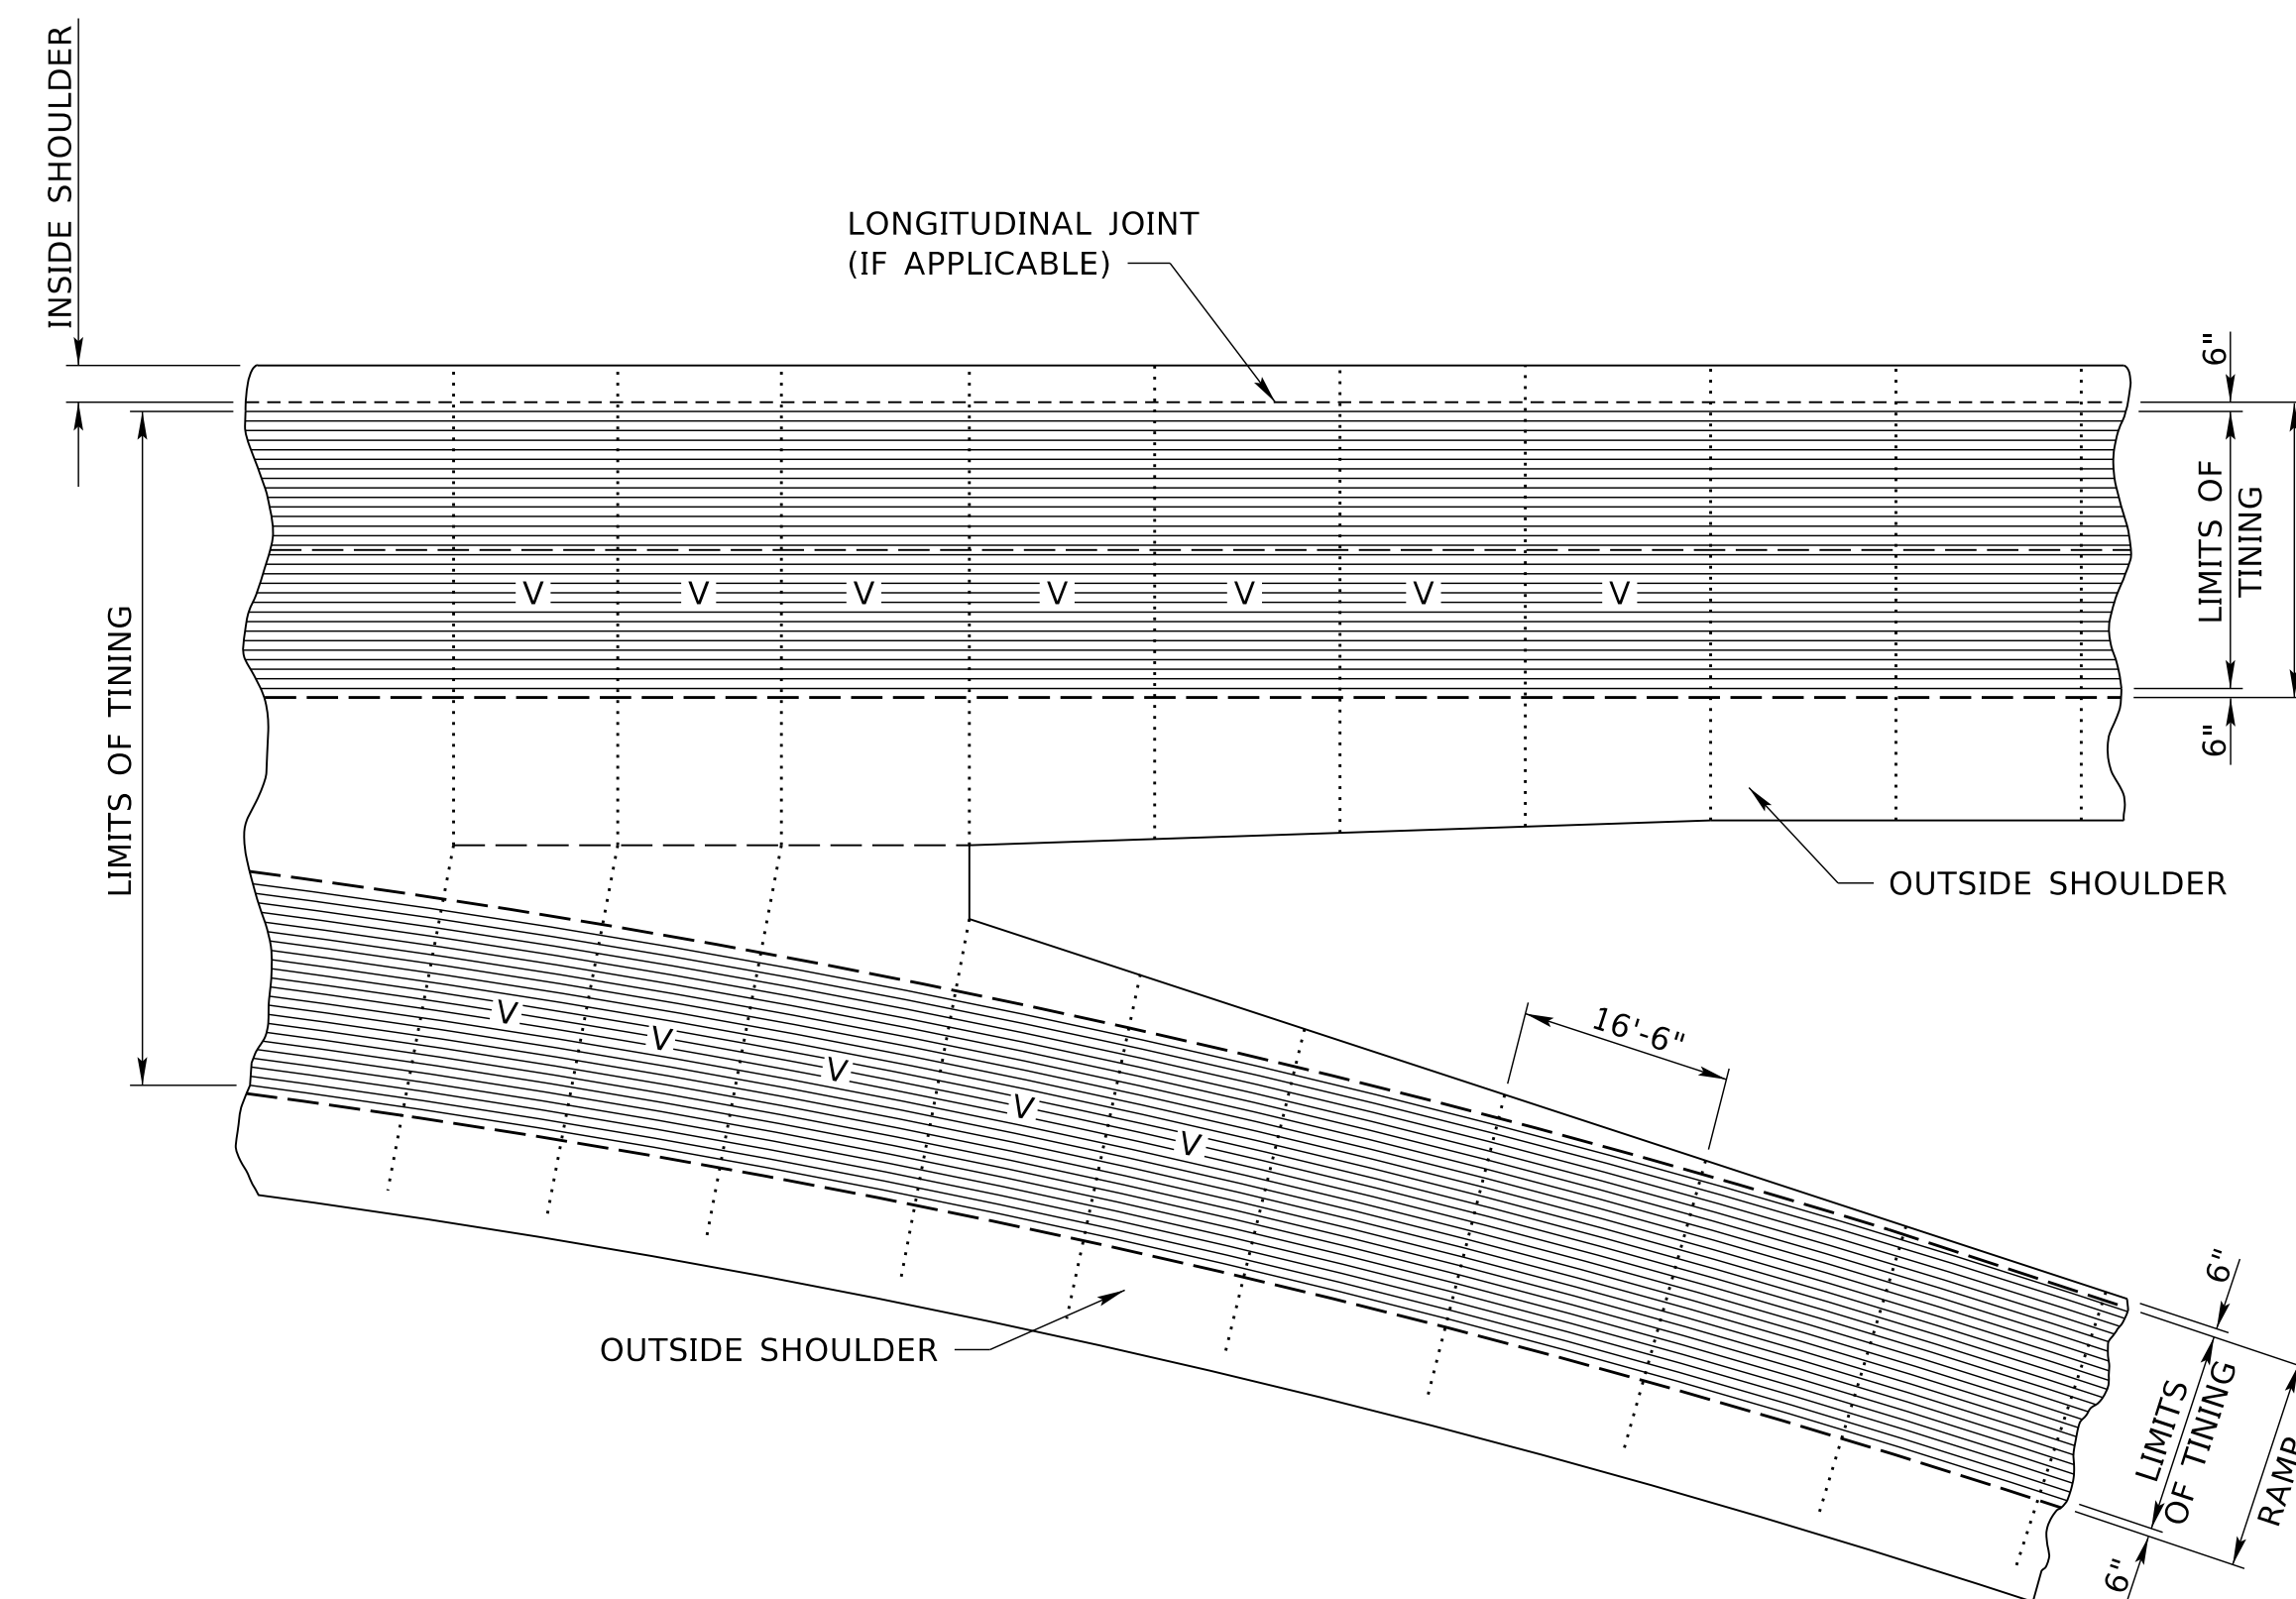 INSIDE SHOULDER
LONGITUDINAL JOINT
(IF APPLICABLE)
6"
LIMITS OF
TINING
6"
LIMITS OF TINING
V V V V V V V
OUTSIDE SHOULDER
V
V
V
V
V
16'-6"
OUTSIDE SHOULDER
6"
LIMITS
OF TINING
RAMP
6"